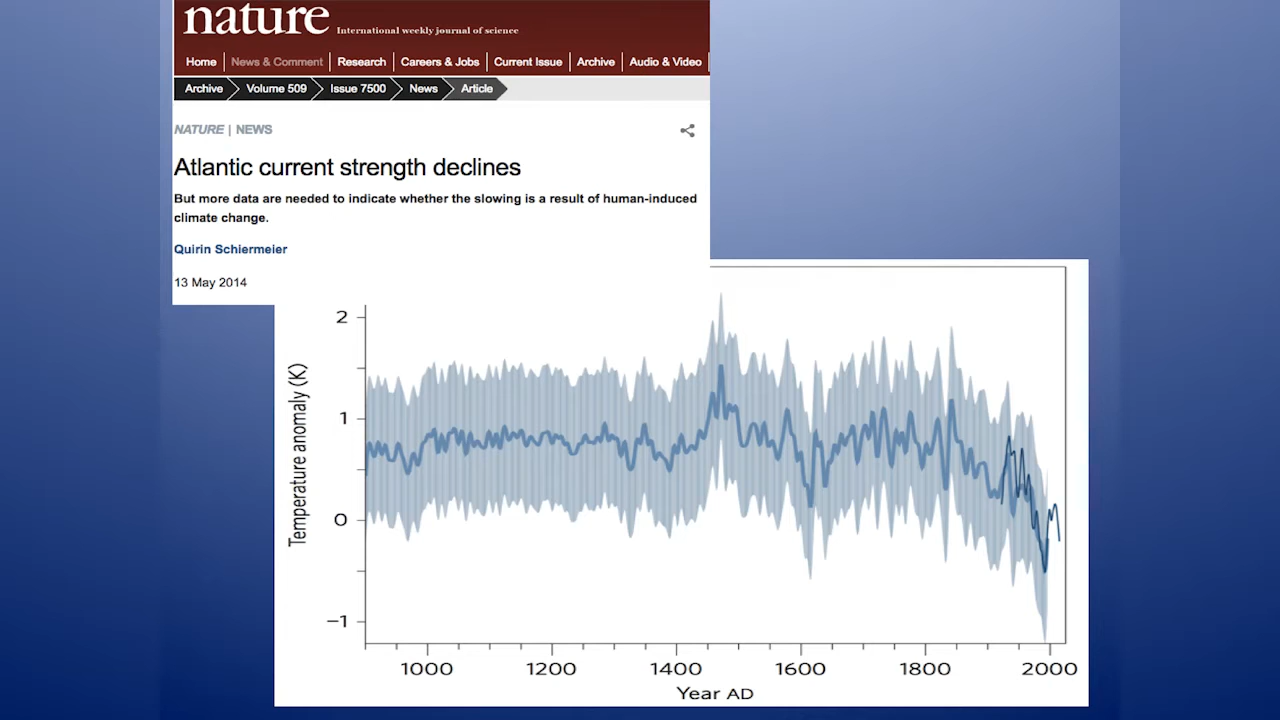 nature International weekly journal of science
Home News & Comment Research Careers & Jobs Current Issue Archive Audio & Video
Archive Volume 509 Issue 7500 News Article
NATURE | NEWS
Atlantic current strength declines
But more data are needed to indicate whether the slowing is a result of human-induced
climate change.
Quirin Schiermeier
13 May 2014
Temperature anomaly (K)
2
1
0
−1
1000 1200 1400 1600 1800 2000
Year AD